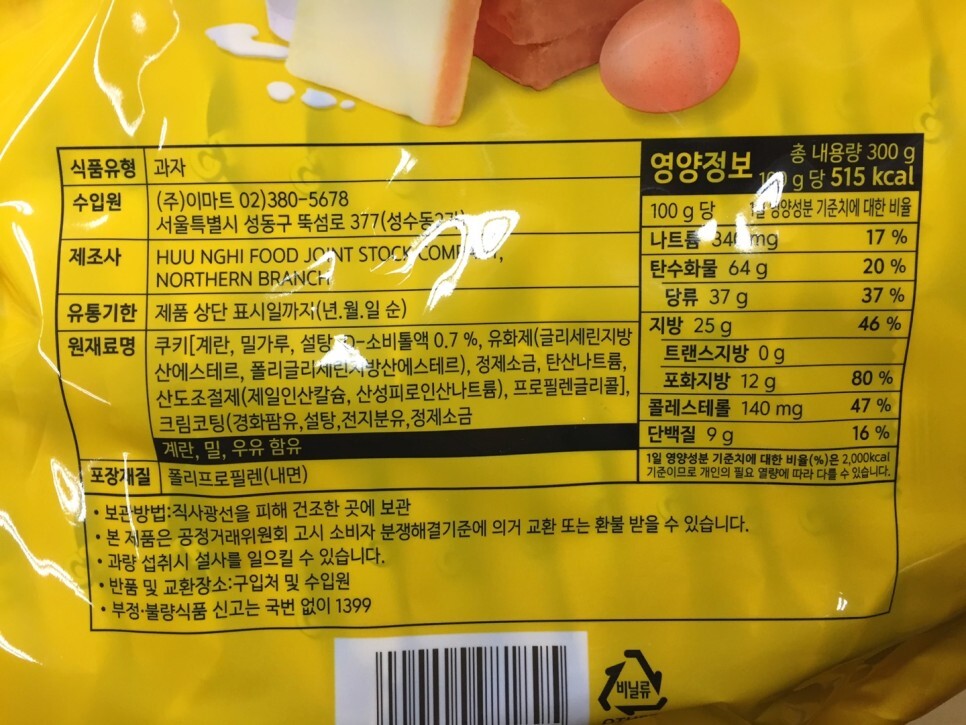 식품유형 과자
수입원 (주)이마트 02)380-5678
서울특별시 성동구 뚝섬로 377(성수동2가)
제조사 HUU NGHI FOOD JOINT STOCK COMPANY,
NORTHERN BRANCH
유통기한 제품 상단 표시일까지(년.월.일 순)
원재료명 쿠키[계란, 밀가루, 설탕, D-소비톨액 0.7 %, 유화제(글리세린지방
산에스테르, 폴리글리세린지방산에스테르), 정제소금, 탄산나트륨,
산도조절제(제일인산칼슘, 산성피로인산나트륨), 프로필렌글리콜],
크림코팅(경화팜유,설탕,전지분유,정제소금
계란, 밀, 우유 함유
포장재질 폴리프로필렌(내면)
영양정보 총 내용량 300 g
100 g 당 515 kcal
100 g 당 1일 영양성분 기준치에 대한 비율
나트륨 340 mg 17 %
탄수화물 64 g 20 %
당류 37 g 37 %
지방 25 g 46 %
트랜스지방 0 g
포화지방 12 g 80 %
콜레스테롤 140 mg 47 %
단백질 9 g 16 %
1일 영양성분 기준치에 대한 비율(%)은 2,000kcal
기준이므로 개인의 필요 열량에 따라 다를 수 있습니다.
• 보관방법:직사광선을 피해 건조한 곳에 보관
• 본 제품은 공정거래위원회 고시 소비자 분쟁해결기준에 의거 교환 또는 환불 받을 수 있습니다.
• 과량 섭취시 설사를 일으킬 수 있습니다.
• 반품 및 교환장소:구입처 및 수입원
• 부정·불량식품 신고는 국번 없이 1399
비닐류